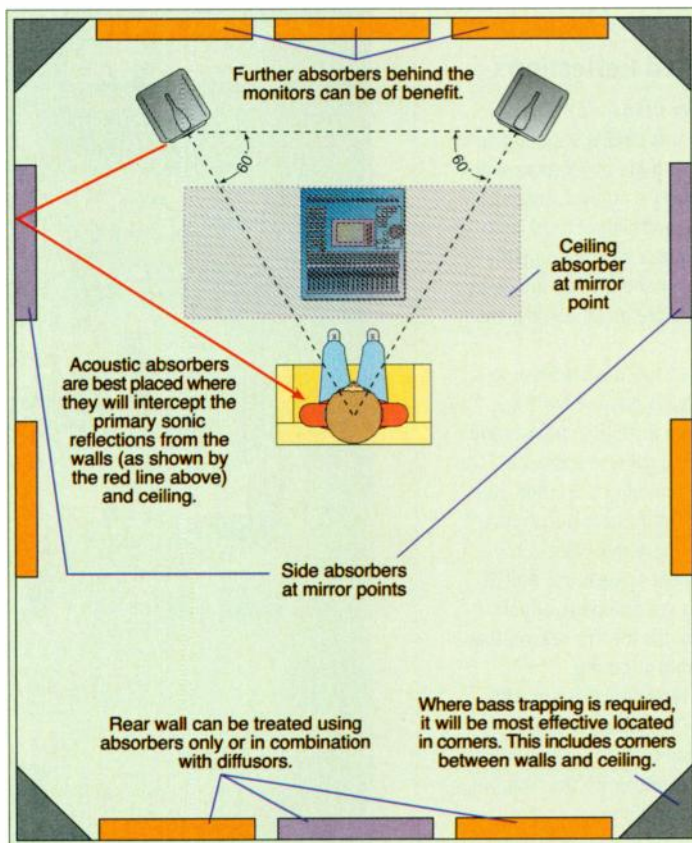 Further absorbers behind the
monitors can be of benefit.
60°
60°
Ceiling
absorber
at mirror
point
Acoustic absorbers
are best placed where
they will intercept the
primary sonic
reflections from the
walls (as shown by
the red line above)
and ceiling.
Side absorbers
at mirror points
Rear wall can be treated using
absorbers only or in combination
with diffusors.
Where bass trapping is required,
it will be most effective located
in corners. This includes corners
between walls and ceiling.